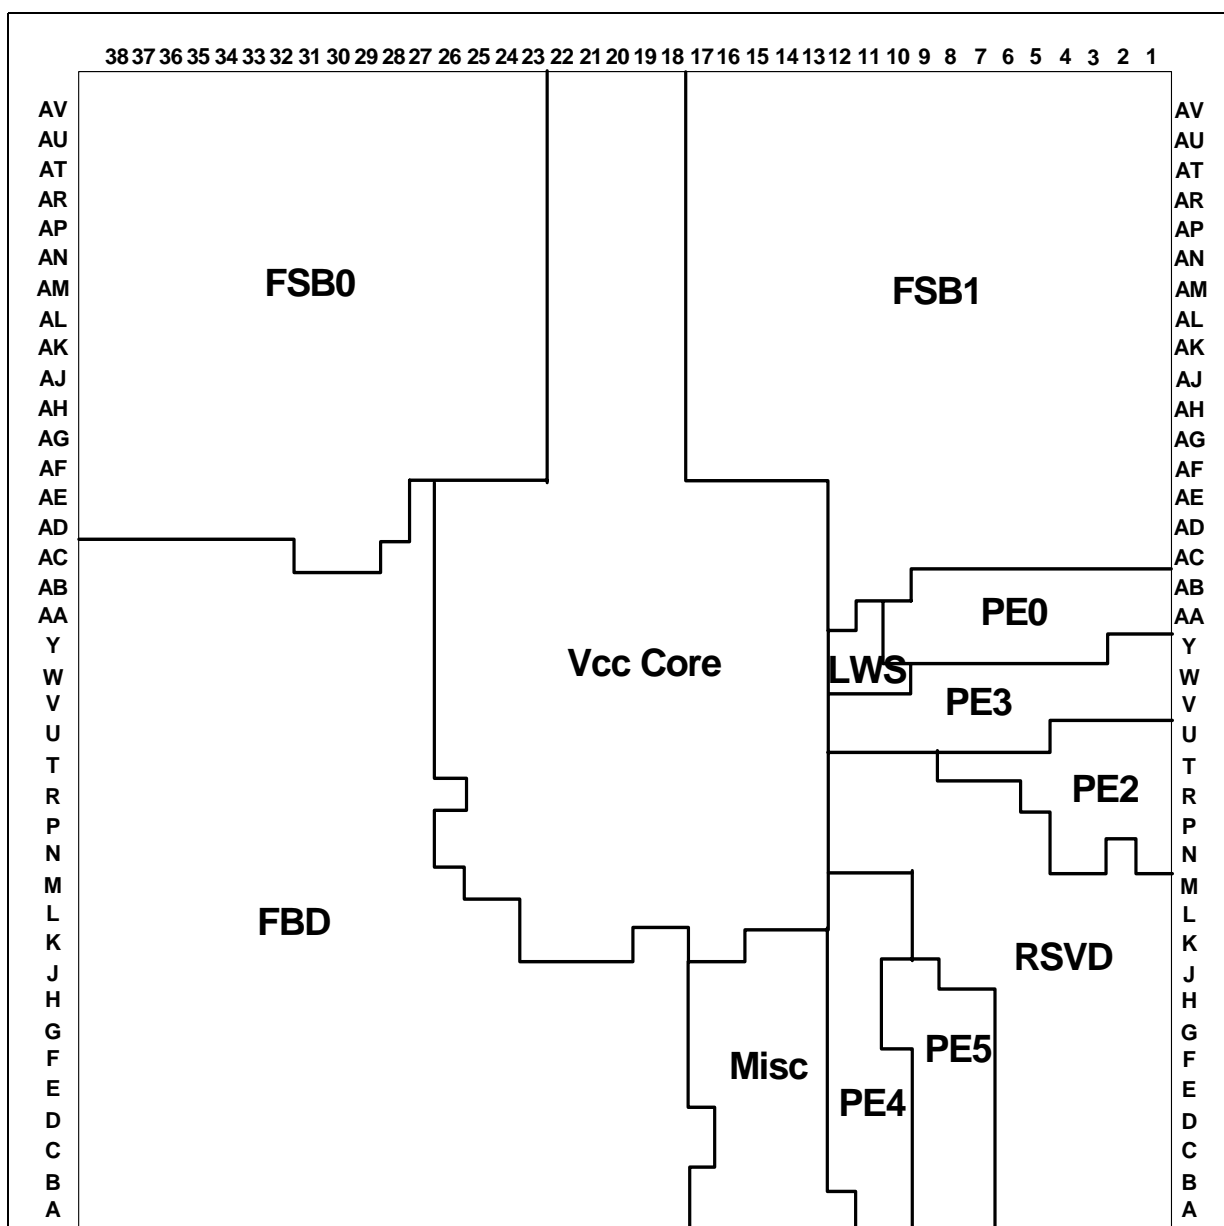 38 37 36 35 34 33 32 31 30 29 28 27 26 25 24 23 22 21 20 19 18 17 16 15 14 13 12 11 10 9 8 7 6 5 4 3 2 1
AV AV
AU AU
AT AT
AR AR
AP AP
AN AN
FSB0 FSB1
AM AM
AL AL
AK AK
AJ AJ
AH AH
AG AG
AF AF
AE AE
AD AD
AC AC
AB AB
AA PE0 AA
Y Y
Vcc Core LWS
W W
V PE3 V
U U
T T
PE2
R R
P P
N N
M M
L L
FBD
K RSVD K
J J
H H
G G
PE5
F Misc F
E E
PE4
D D
C C
B B
A A